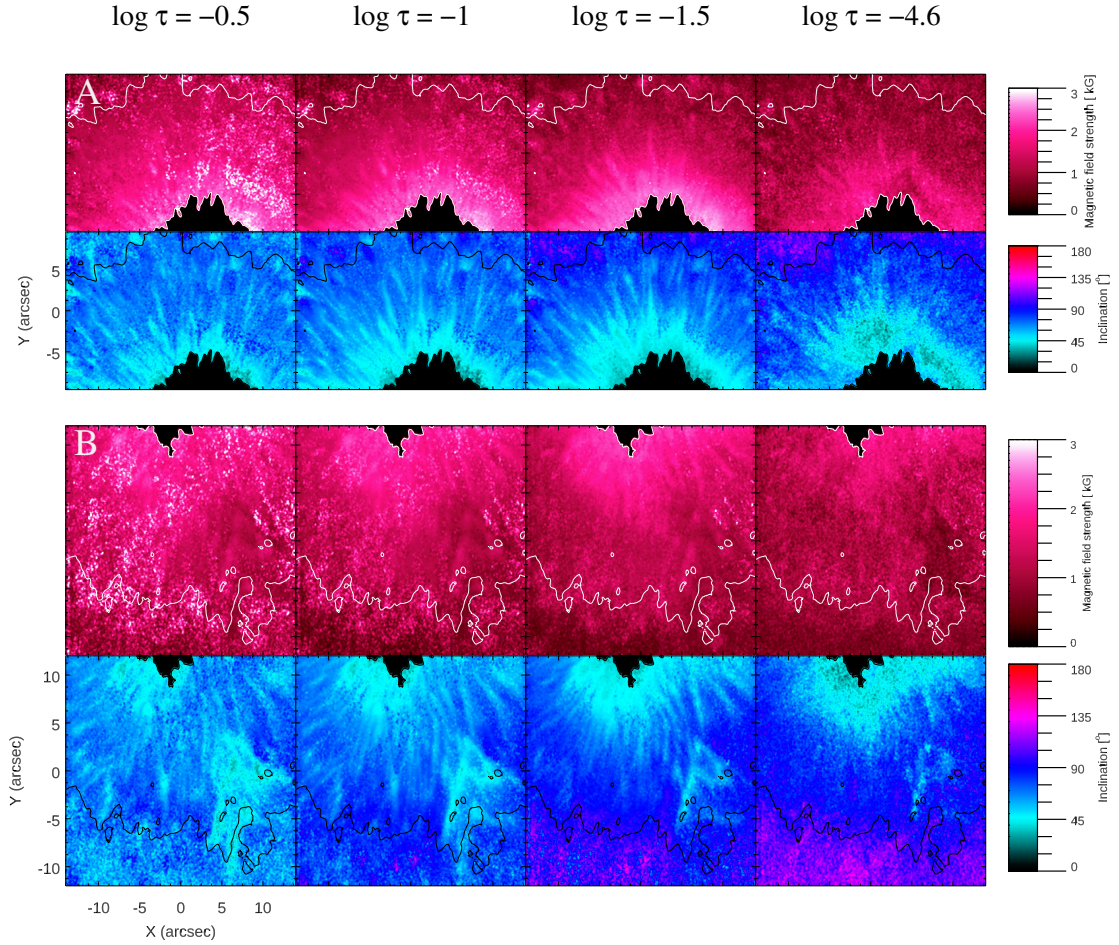 log τ = −0.5 log τ = −1 log τ = −1.5 log τ = −4.6
A
3
2
1
0
Magnetic field strength [ kG]
180
135
90
45
0
Inclination [°]
5
0
-5
Y (arcsec)
B
3
2
1
0
Magnetic field strength [ kG]
180
135
90
45
0
Inclination [°]
10
5
0
-5
-10
Y (arcsec)
-10 -5 0 5 10
X (arcsec)